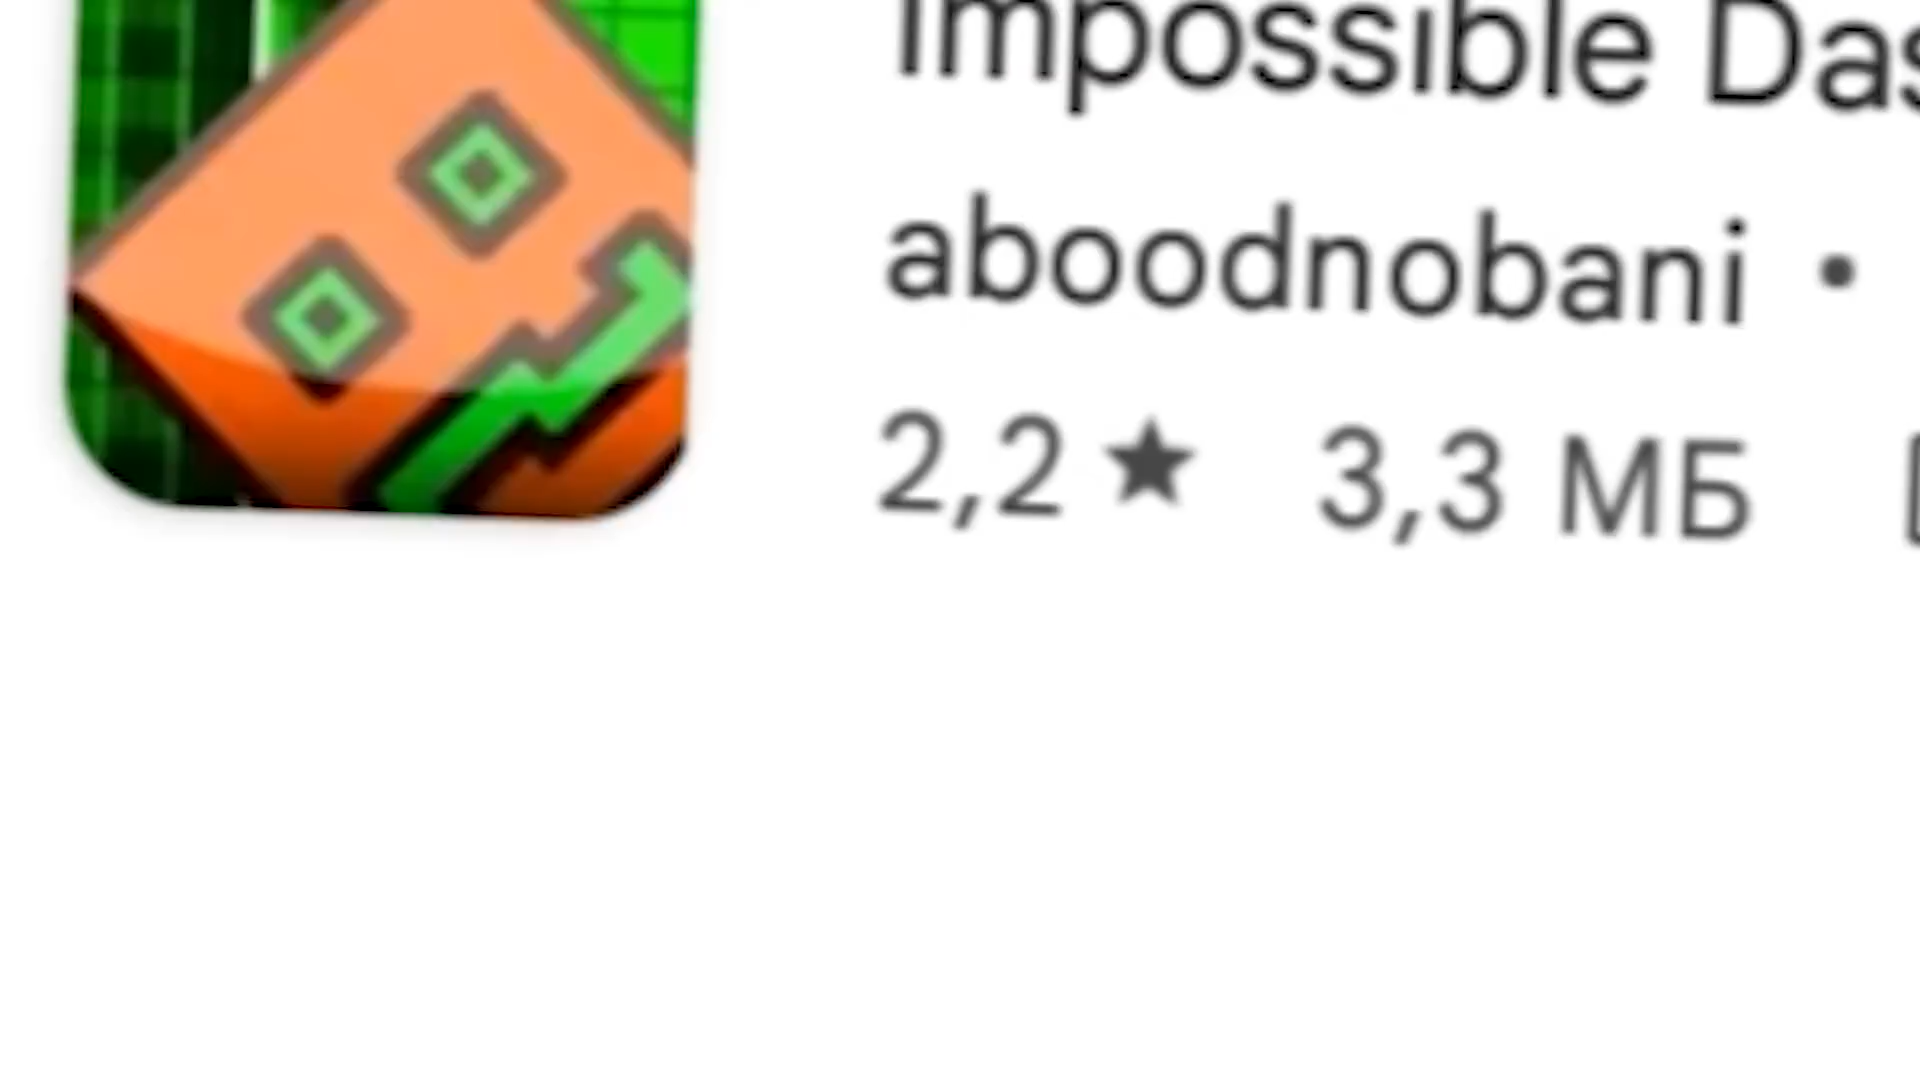 Impossible Das
aboodnobani •
2,2 ★ 3,3 МБ